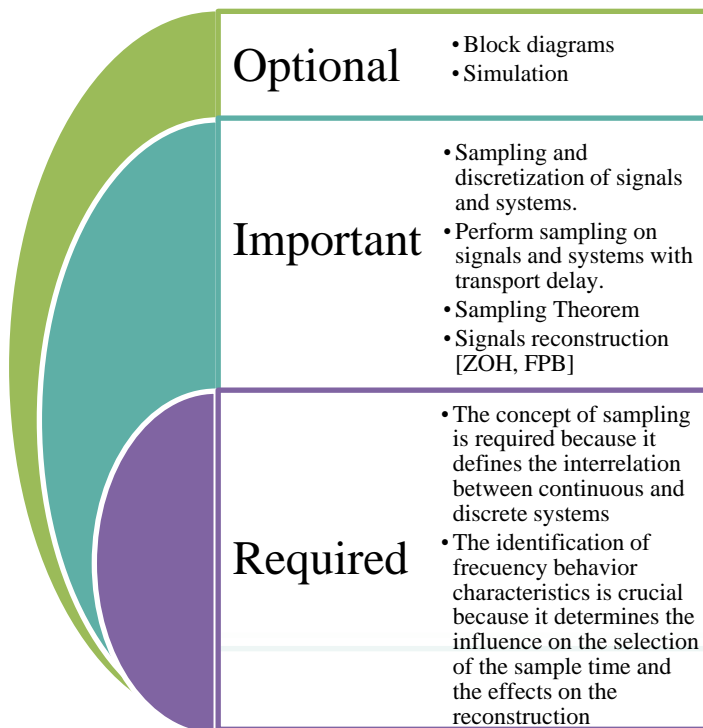 Optional
• Block diagrams
• Simulation
Important
• Sampling and
discretization of signals
and systems.
• Perform sampling on
signals and systems with
transport delay.
• Sampling Theorem
• Signals reconstruction
[ZOH, FPB]
Required
• The concept of sampling
is required because it
defines the interrelation
between continuous and
discrete systems
• The identification of
frecuency behavior
characteristics is crucial
because it determines the
influence on the selection
of the sample time and
the effects on the
reconstruction